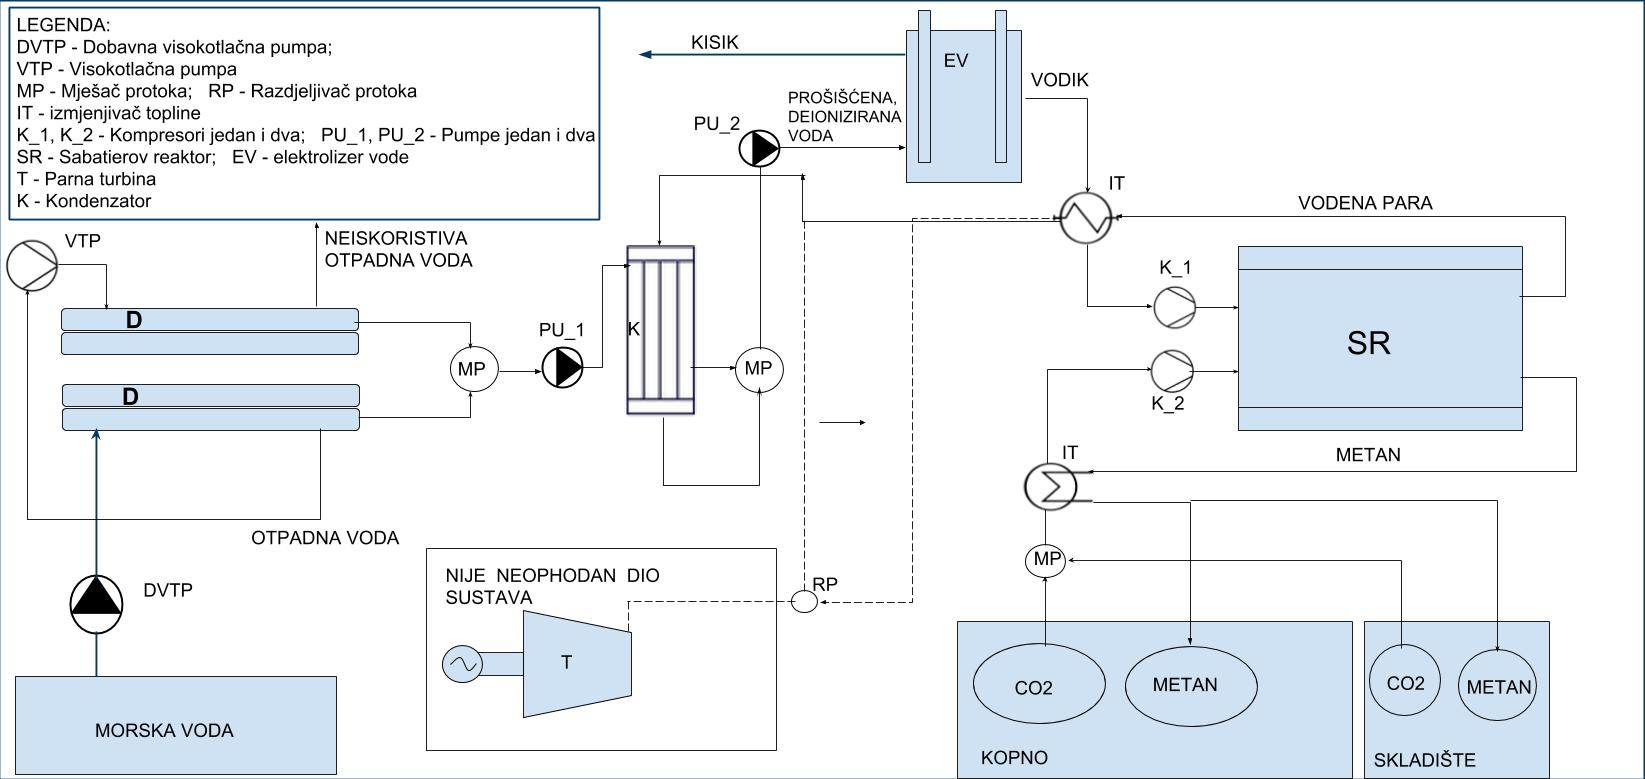 LEGENDA:
DVTP - Dobavna visokotlačna pumpa;
VTP - Visokotlačna pumpa
MP - Mješač protoka; RP - Razdjeljivač protoka
IT - izmjenjivač topline
K_1, K_2 - Kompresori jedan i dva; PU_1, PU_2 - Pumpe jedan i dva
SR - Sabatierov reaktor; EV - elektrolizer vode
T - Parna turbina
K - Kondenzator
KISIK
EV
VODIK
PROŠIŠĆENA,
DEIONIZIRANA
VODA
PU_2
IT
VODENA PARA
VTP
NEISKORISTIVA
OTPADNA VODA
K_1
D
PU_1
K
SR
MP
MP
D
K_2
IT
METAN
OTPADNA VODA
MP
NIJE NEOPHODAN DIO
SUSTAVA
RP
DVTP
T
CO2
METAN
CO2
METAN
MORSKA VODA
KOPNO
SKLADIŠTE